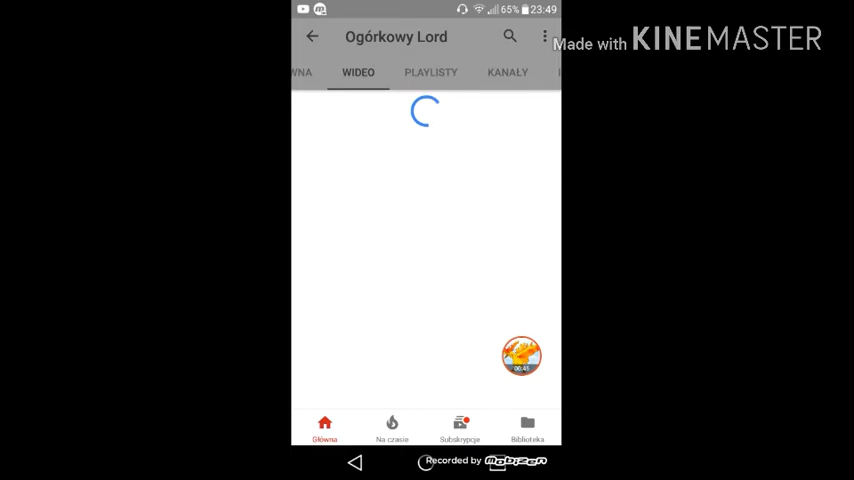 65% 23:49
Ogórkowy Lord
Made with KINEMASTER
WNA WIDEO PLAYLISTY KANAŁY
00:45
Główna Na czasie Subskrypcje Biblioteka
Recorded by mobizen